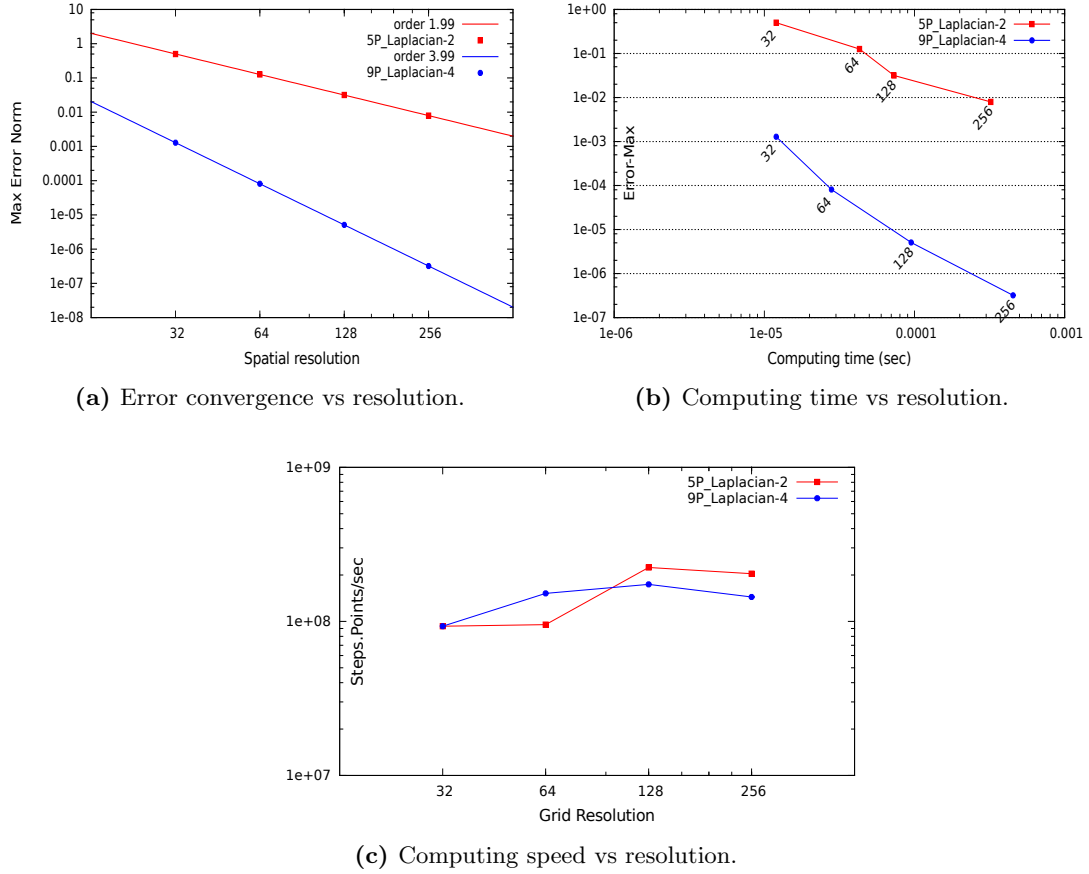 order 1.99
5P_Laplacian-2
order 3.99
9P_Laplacian-4
10
1
0.1
0.01
0.001
0.0001
1e-05
1e-06
1e-07
1e-08
Max Error Norm
32
64
128
256
Spatial resolution
(a) Error convergence vs resolution.
5P_Laplacian-2
9P_Laplacian-4
1e+00
1e-01
1e-02
1e-03
1e-04
1e-05
1e-06
1e-07
Error-Max
32
64
128
256
32
64
128
256
1e-06
1e-05
0.0001
0.001
Computing time (sec)
(b) Computing time vs resolution.
5P_Laplacian-2
9P_Laplacian-4
1e+09
1e+08
1e+07
Steps.Points/sec
32
64
128
256
Grid Resolution
(c) Computing speed vs resolution.